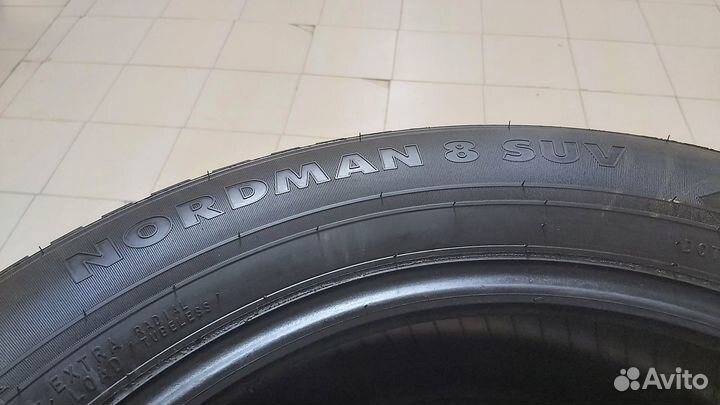 NORDMAN 8 SUV
EXTRA LOAD
RADIAL
TUBELESS
DOT
Avito